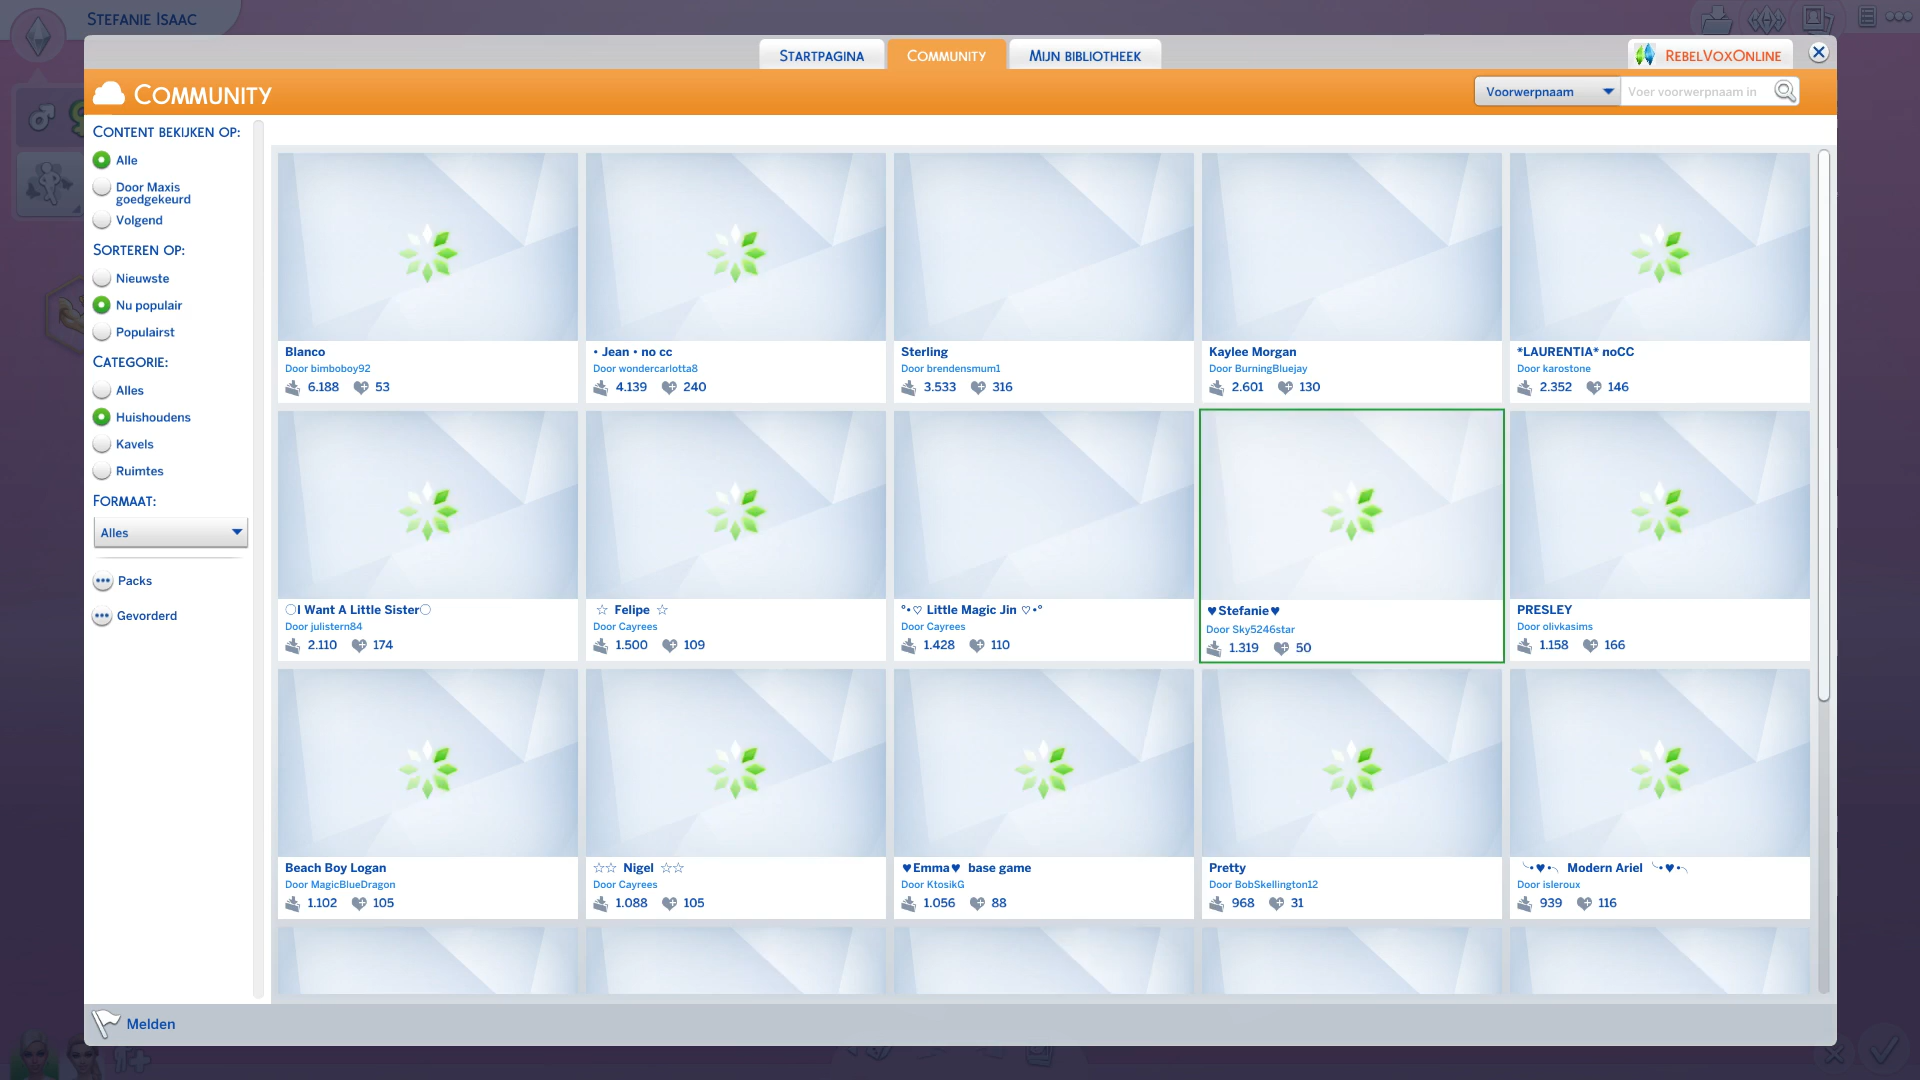 Stefanie Isaac
Startpagina
Community
Mijn bibliotheek
RebelVoxOnline
Community
Voorwerpnaam
Voer voorwerpnaam in
Content bekijken op:
Alle
Door Maxis
goedgekeurd
Volgend
Sorteren op:
Nieuwste
Nu populair
Populairst
Categorie:
Alles
Huishoudens
Kavels
Ruimtes
Formaat:
Alles
Packs
Gevorderd
Blanco
Door bimboboy92
6.188 53
• Jean • no cc
Door wondercarlotta8
4.139 240
Sterling
Door brendensmum1
3.533 316
Kaylee Morgan
Door BurningBluejay
2.601 130
*LAURENTIA* noCC
Door karostone
2.352 146
〇I Want A Little Sister〇
Door julistern84
2.110 174
☆ Felipe ☆
Door Cayrees
1.500 109
°•♡ Little Magic Jin ♡•°
Door Cayrees
1.428 110
♥Stefanie♥
Door Sky5246star
1.319 50
PRESLEY
Door olivkasims
1.158 166
Beach Boy Logan
Door MagicBlueDragon
1.102 105
☆☆ Nigel ☆☆
Door Cayrees
1.088 105
♥Emma♥ base game
Door KtosikG
1.056 88
Pretty
Door BobSkellington12
968 31
╰•♥•╮ Modern Ariel ╰•♥•╮
Door isleroux
939 116
Melden